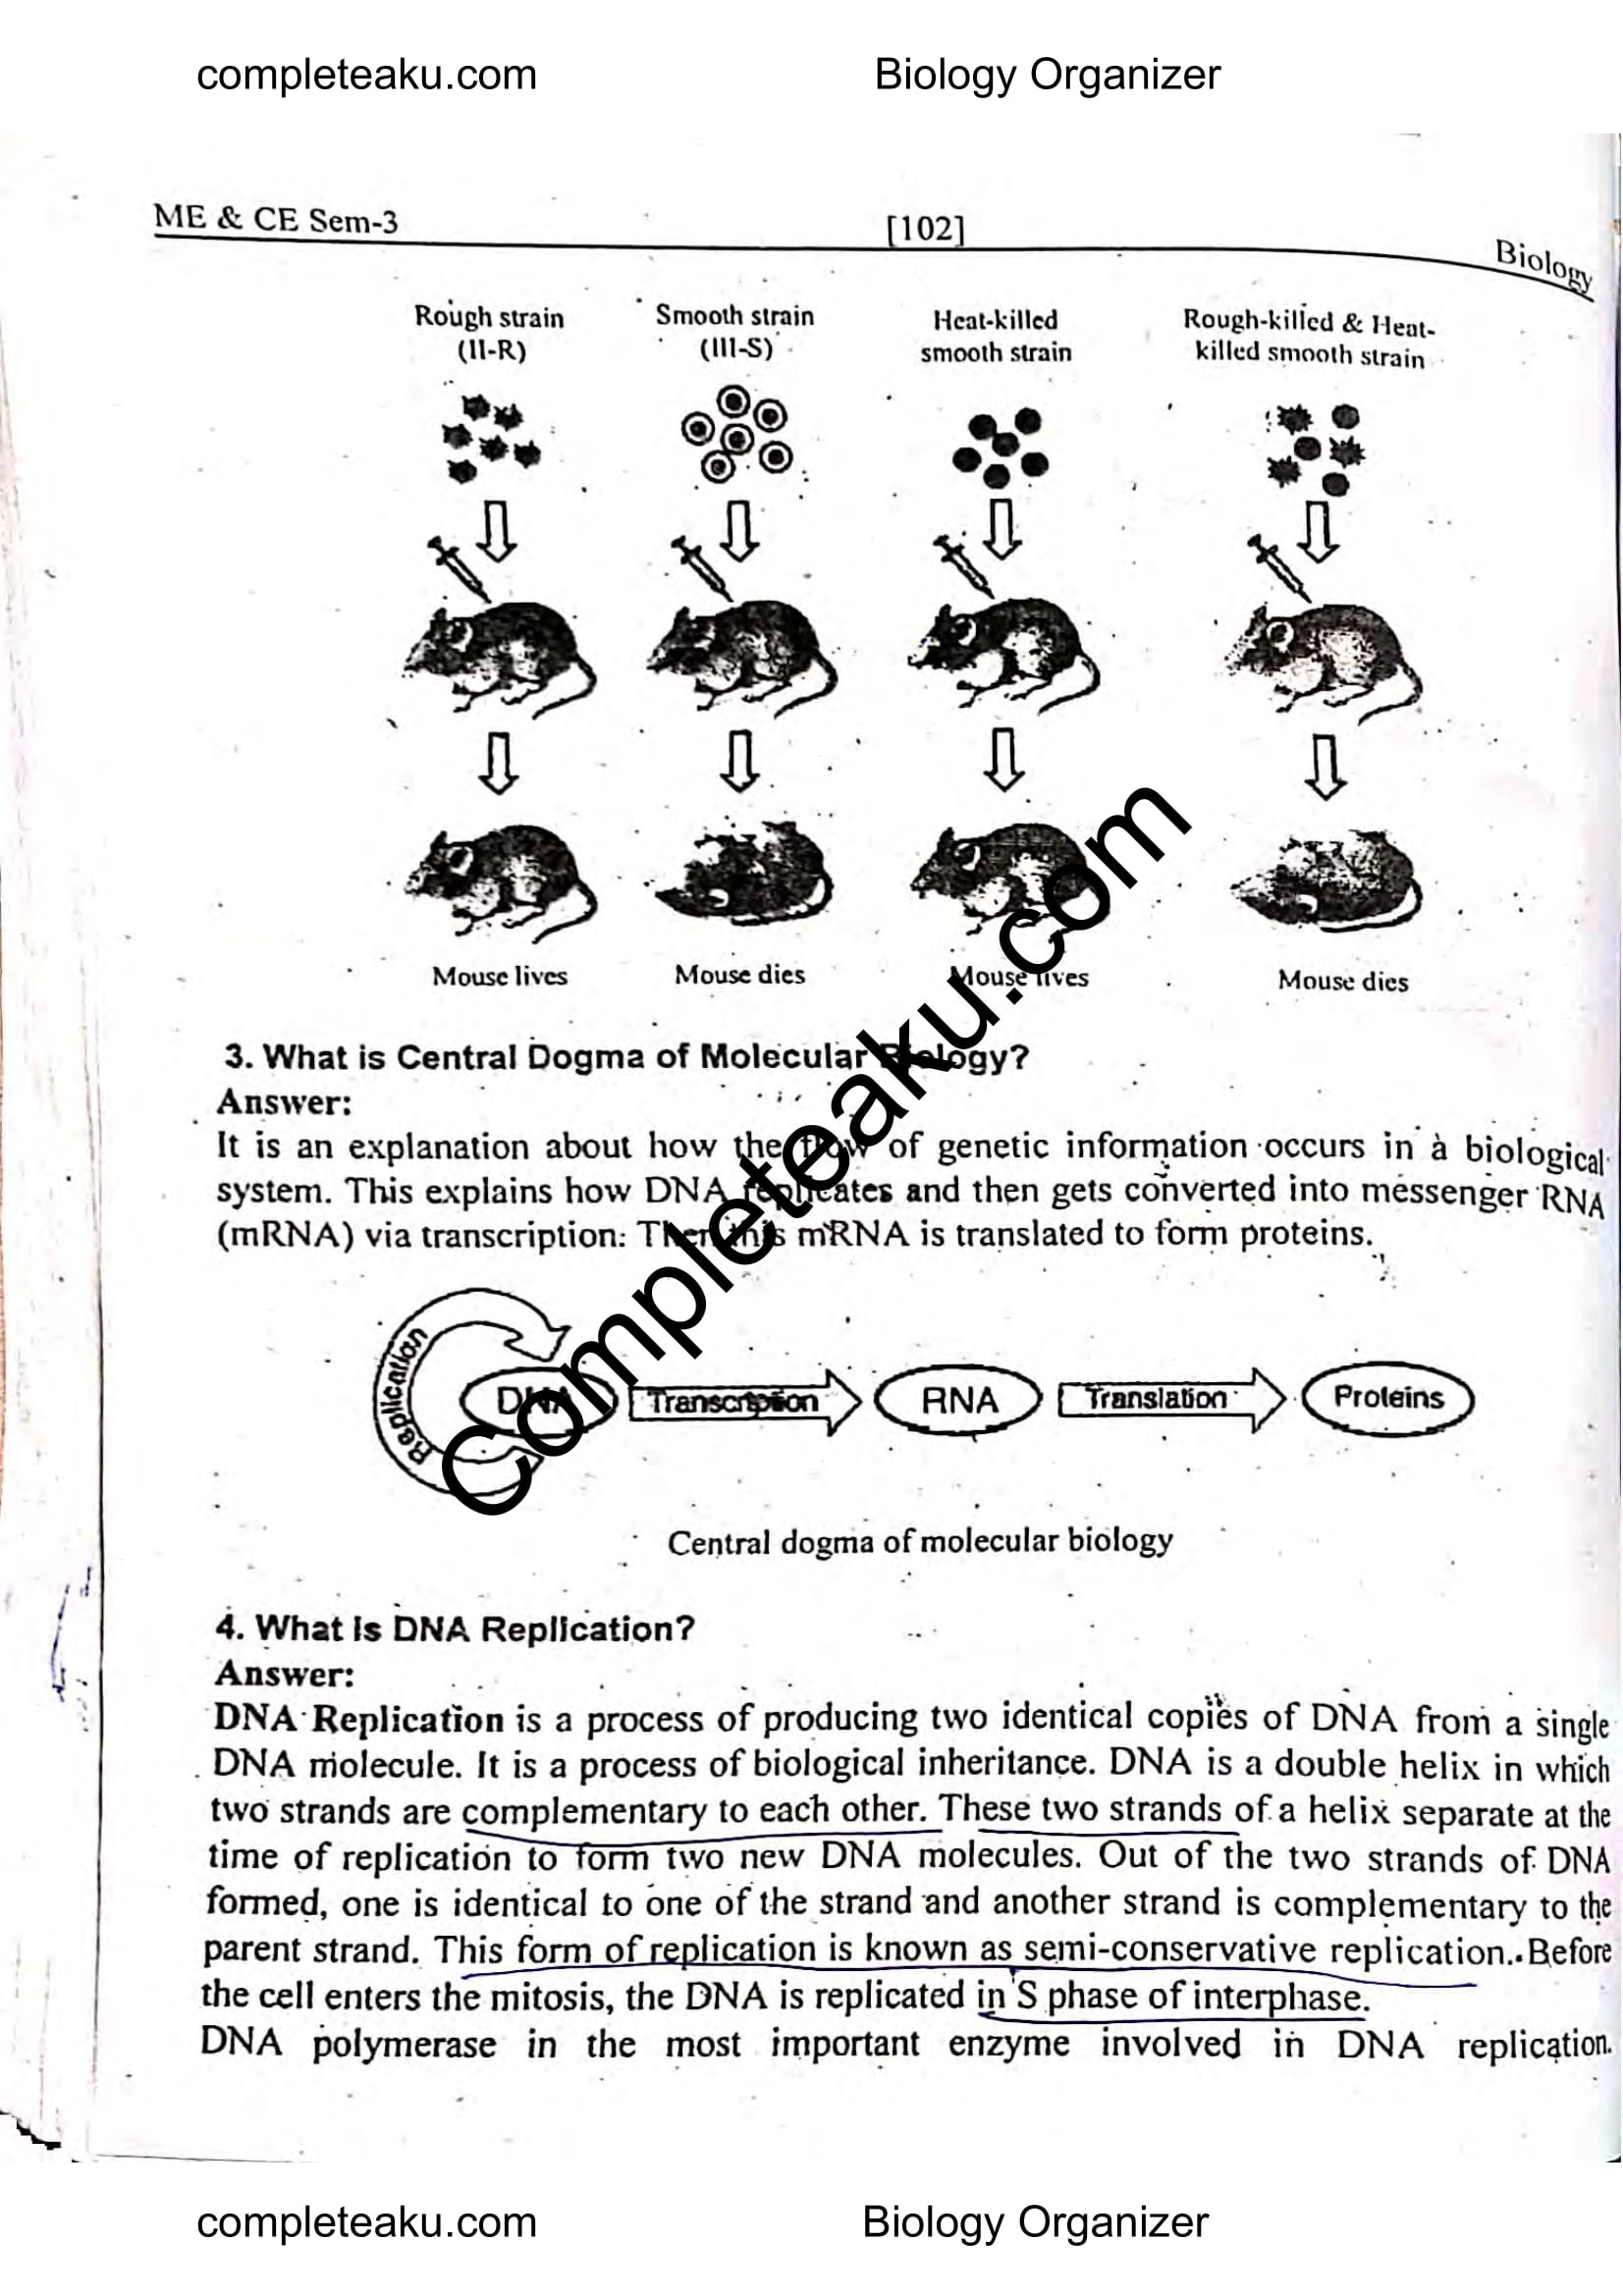 completeaku.com Biology Organizer
ME & CE Sem-3 [102] Biology
Rough strain (II-R)
Smooth strain (III-S)
Heat-killed smooth strain
Rough-killed & Heat-killed smooth strain
Mouse lives Mouse dies Mouse lives Mouse dies
3. What is Central Dogma of Molecular Biology?
Answer:
It is an explanation about how the flow of genetic information occurs in a biological
system. This explains how DNA replicates and then gets converted into messenger RNA
(mRNA) via transcription: Then this mRNA is translated to form proteins.
Replication
DNA Transcription RNA Translation Proteins
Completeaku.com
Central dogma of molecular biology
4. What Is DNA Replication?
Answer:
DNA Replication is a process of producing two identical copies of DNA from a single
DNA molecule. It is a process of biological inheritance. DNA is a double helix in which
two strands are complementary to each other. These two strands of a helix separate at the
time of replication to form two new DNA molecules. Out of the two strands of DNA
formed, one is identical to one of the strand and another strand is complementary to the
parent strand. This form of replication is known as semi-conservative replication. Before
the cell enters the mitosis, the DNA is replicated in S phase of interphase.
DNA polymerase in the most important enzyme involved in DNA replication.
completeaku.com Biology Organizer